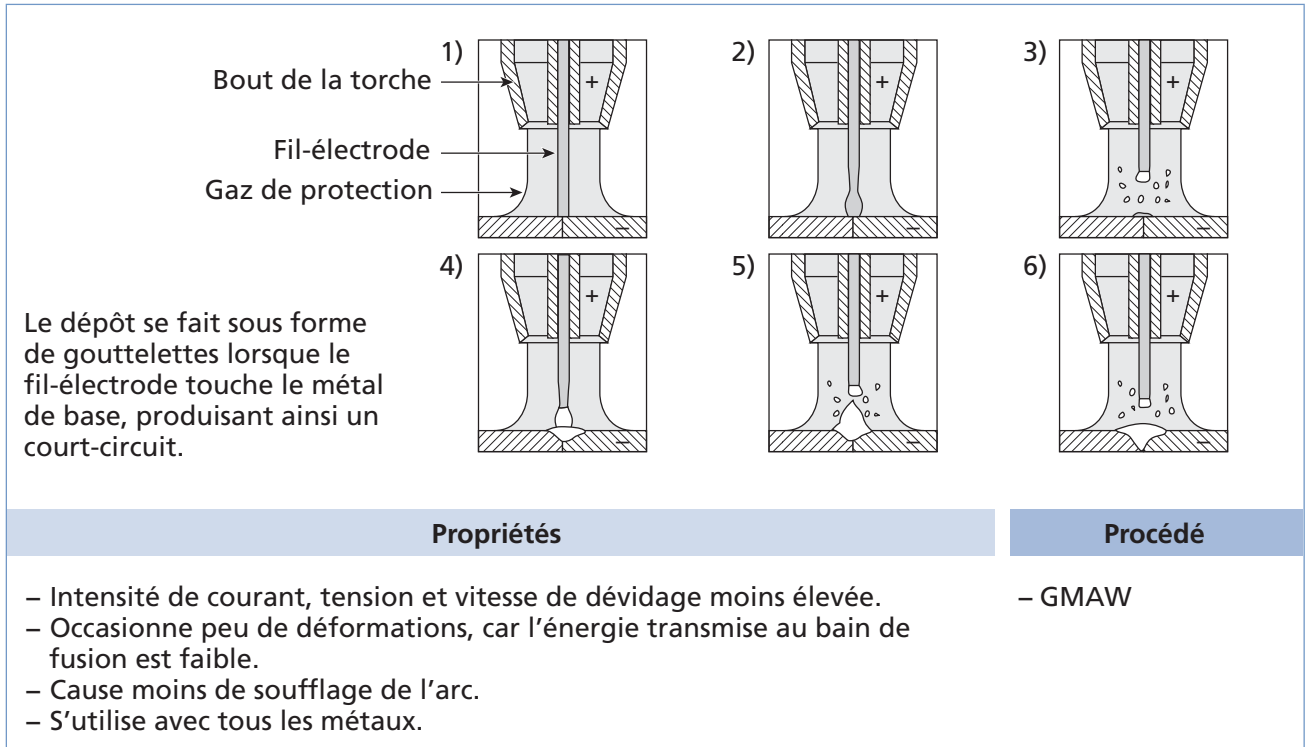 1)
2)
3)
Bout de la torche
+
+
+
Fil-électrode
Gaz de protection
–
–
–
4)
5)
6)
+
+
+
Le dépôt se fait sous forme
de gouttelettes lorsque le
fil-électrode touche le métal
de base, produisant ainsi un
court-circuit.
–
–
–
Propriétés
Procédé
– Intensité de courant, tension et vitesse de dévidage moins élevée.
– GMAW
– Occasionne peu de déformations, car l’énergie transmise au bain de
fusion est faible.
– Cause moins de soufflage de l’arc.
– S’utilise avec tous les métaux.